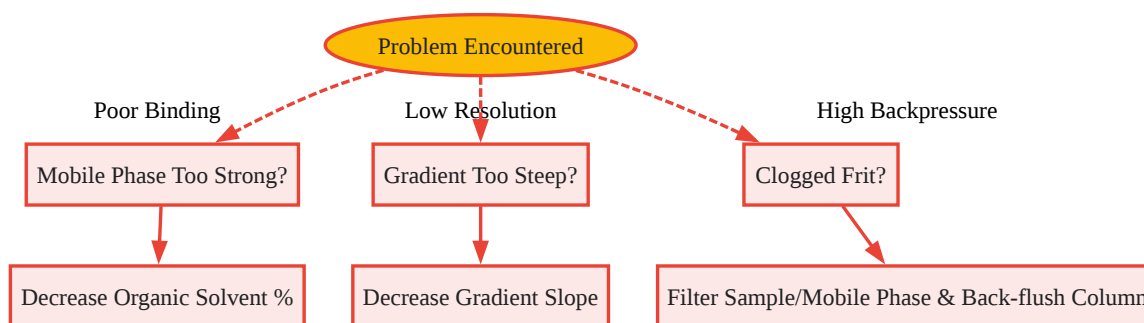 Problem Encountered
Poor Binding
Low Resolution
High Backpressure
Mobile Phase Too Strong?
Gradient Too Steep?
Clogged Frit?
Decrease Organic Solvent %
Decrease Gradient Slope
Filter Sample/Mobile Phase & Back-flush Column